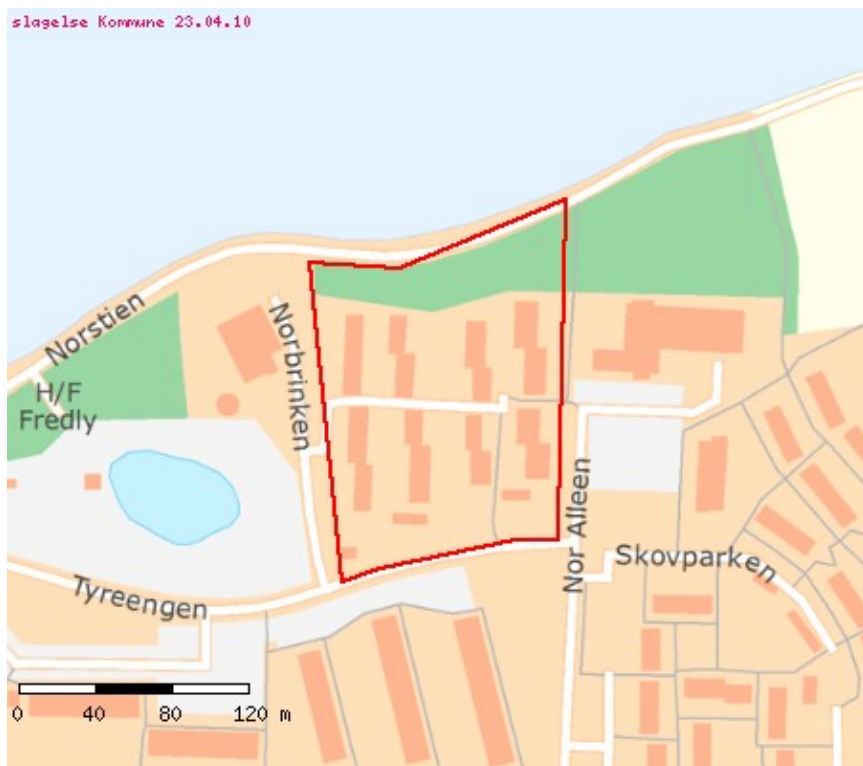 slagelse Kommune 23.04.10
Norstien
H/F
Fredly
Norbrinken
Nor Alleen
Skovparken
Tyreengen
0 40 80 120 m